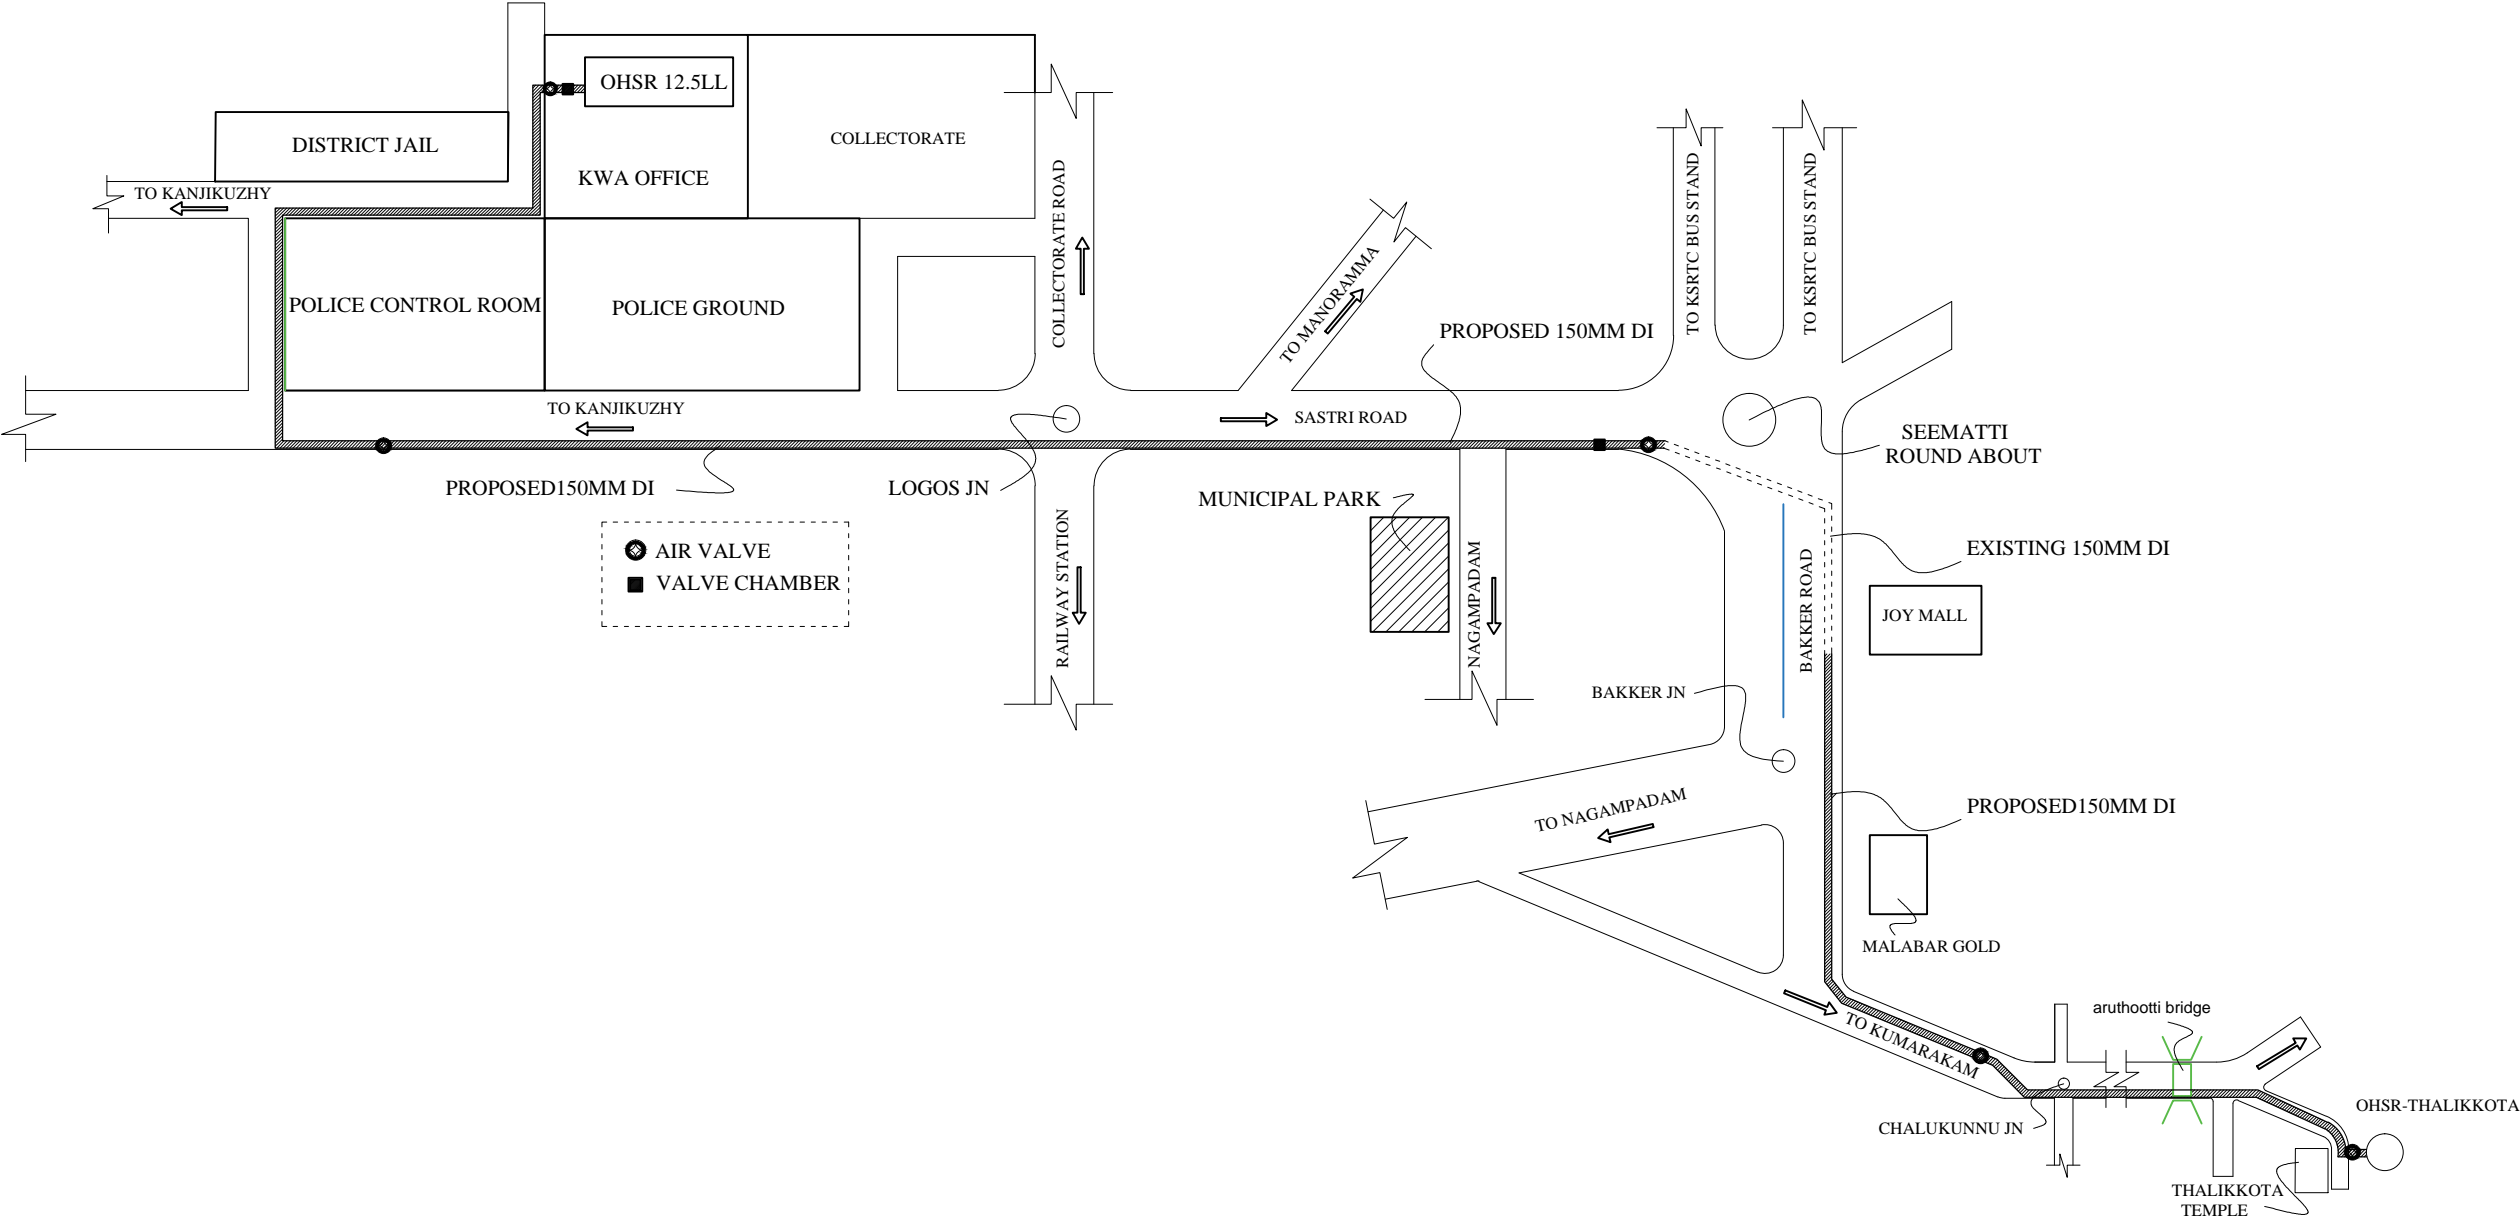 OHSR 12.5LL
DISTRICT JAIL
COLLECTORATE
KWA OFFICE
TO KANJIKUZHY
COLLECTORATE ROAD
TO KSRTC BUS STAND
TO KSRTC BUS STAND
POLICE CONTROL ROOM
POLICE GROUND
TO MANORAMMA
PROPOSED 150MM DI
TO KANJIKUZHY
SASTRI ROAD
SEEMATTI
ROUND ABOUT
PROPOSED150MM DI
LOGOS JN
MUNICIPAL PARK
AIR VALVE
VALVE CHAMBER
RAILWAY STATION
NAGAMPADAM
BAKKER ROAD
EXISTING 150MM DI
JOY MALL
BAKKER JN
TO NAGAMPADAM
PROPOSED150MM DI
MALABAR GOLD
TO KUMARAKAM
aruthootti bridge
CHALUKUNNU JN
OHSR-THALIKKOTA
THALIKKOTA
TEMPLE